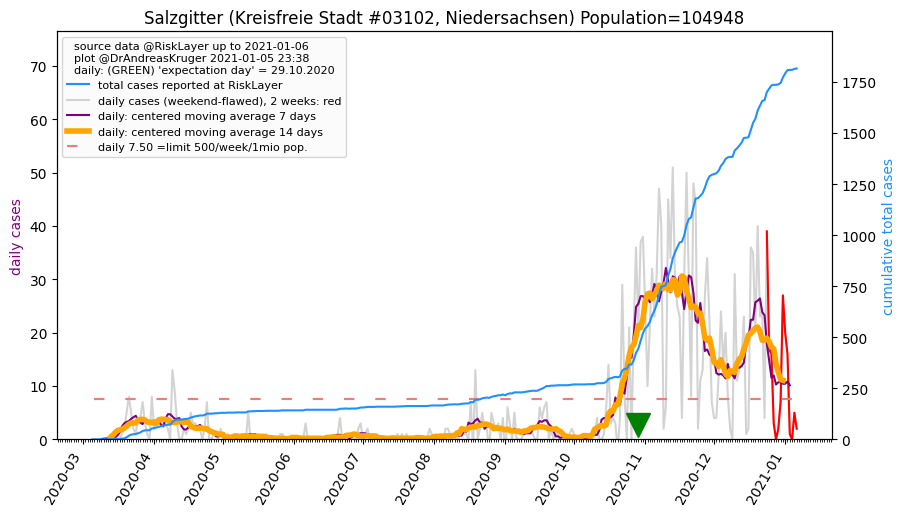 Salzgitter (Kreisfreie Stadt #03102, Niedersachsen) Population=104948
source data @RiskLayer up to 2021-01-06
plot @DrAndreasKruger 2021-01-05 23:38
daily: (GREEN) 'expectation day' = 29.10.2020
total cases reported at RiskLayer
daily cases (weekend-flawed), 2 weeks: red
daily: centered moving average 7 days
daily: centered moving average 14 days
daily 7.50 =limit 500/week/1mio pop.
daily cases
70
60
50
40
30
20
10
0
cumulative total cases
1750
1500
1250
1000
750
500
250
0
2020-03
2020-04
2020-05
2020-06
2020-07
2020-08
2020-09
2020-10
2020-11
2020-12
2021-01